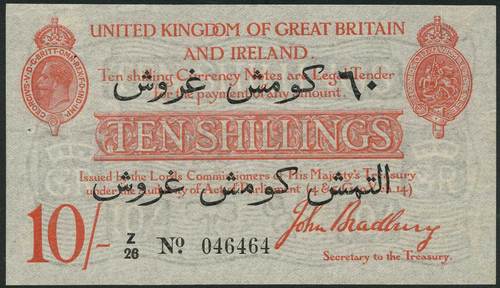 UNITED KINGDOM OF GREAT BRITAIN
AND IRELAND.
Ten shilling Currency Notes are Legal Tender
٦٠ كومش غروش
for the payment of any amount.
TEN SHILLINGS
Issued by the Lords Commissioners of His Majesty's Treasury
التمش كومش غروش
under the Authority of Act of Parliament (4 & 5 Geo. V. Ch. 14)
10/-
Z/26 Nº 046464
John Bradbury
Secretary to the Treasury.